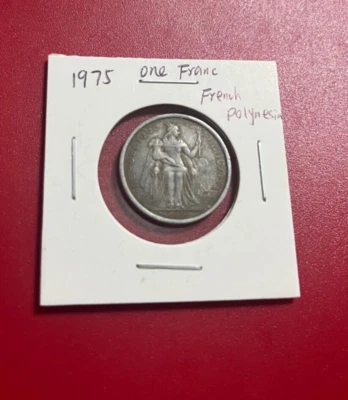 1975 one Franc
French
Polynesia